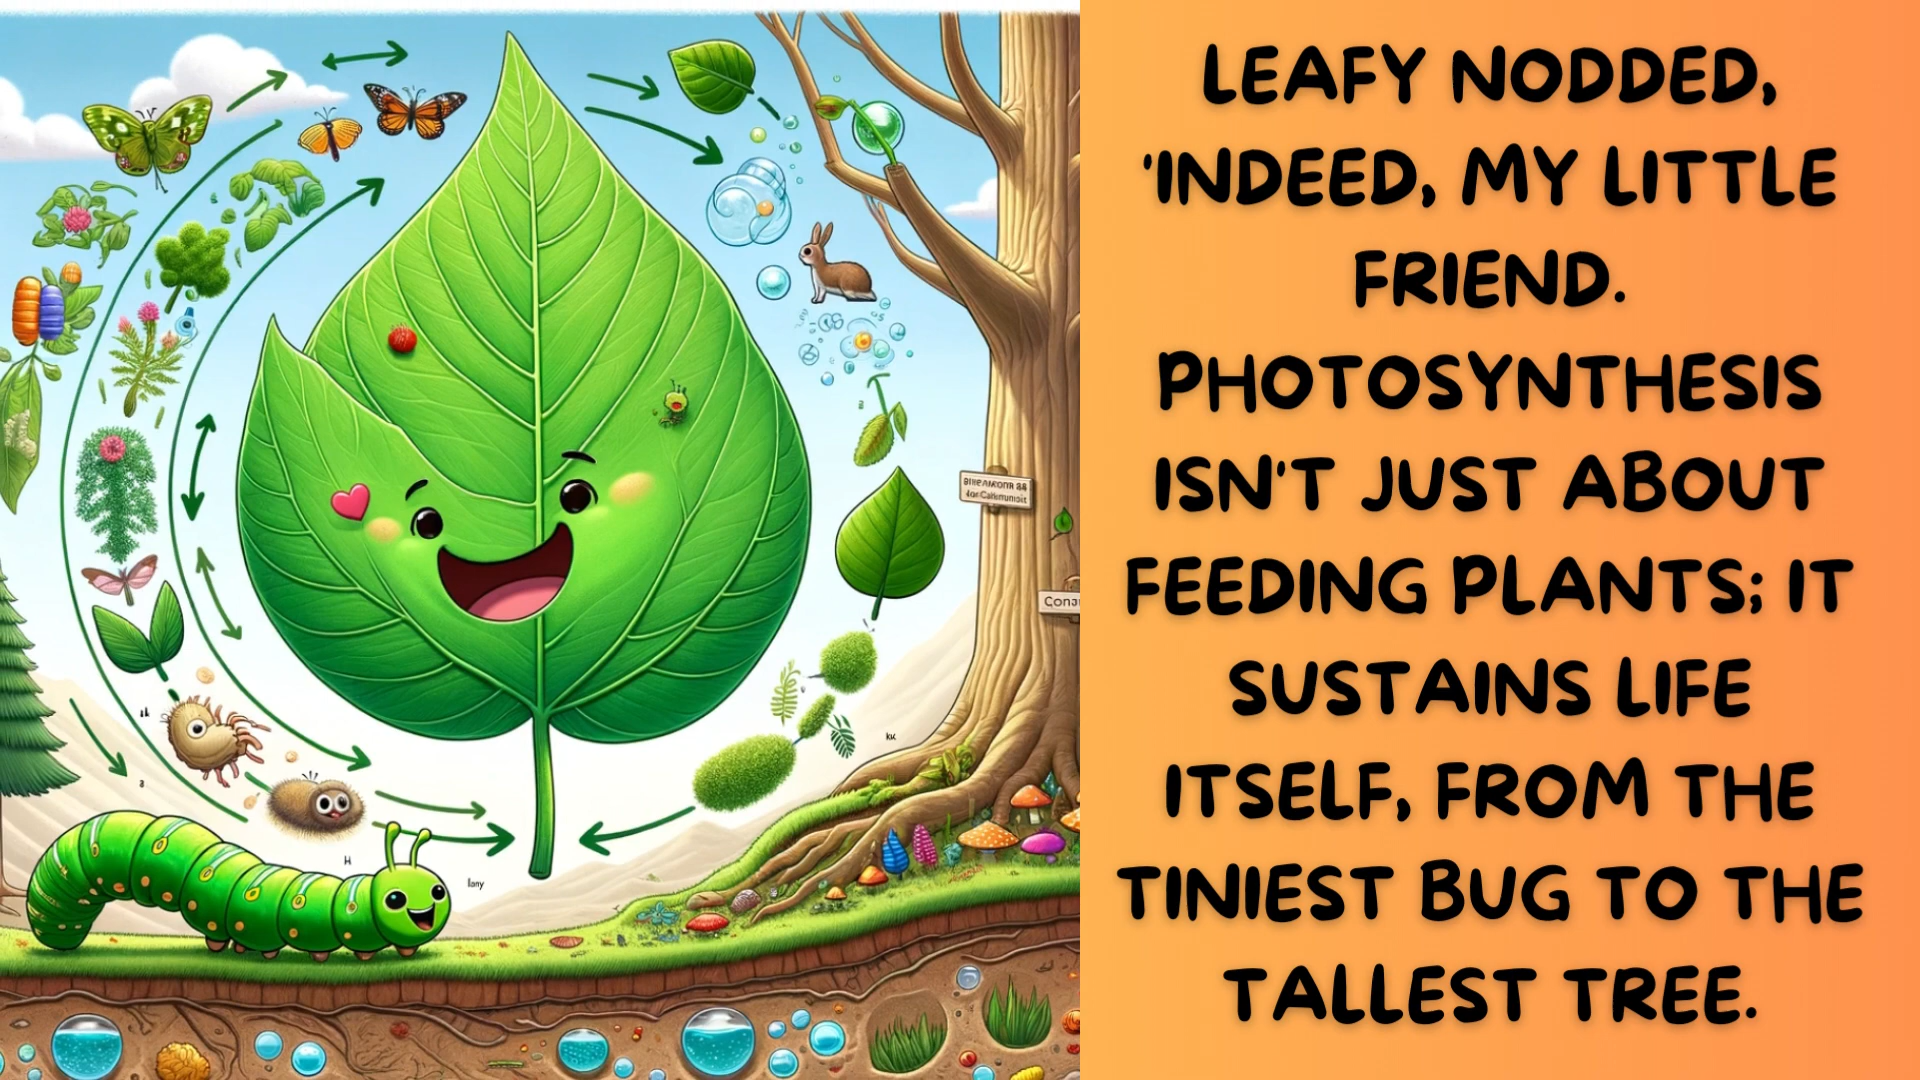 LEAFY NODDED,
'INDEED, MY LITTLE
FRIEND.
PHOTOSYNTHESIS
ISN'T JUST ABOUT
FEEDING PLANTS; IT
SUSTAINS LIFE
ITSELF, FROM THE
TINIEST BUG TO THE
TALLEST TREE.
H
lany